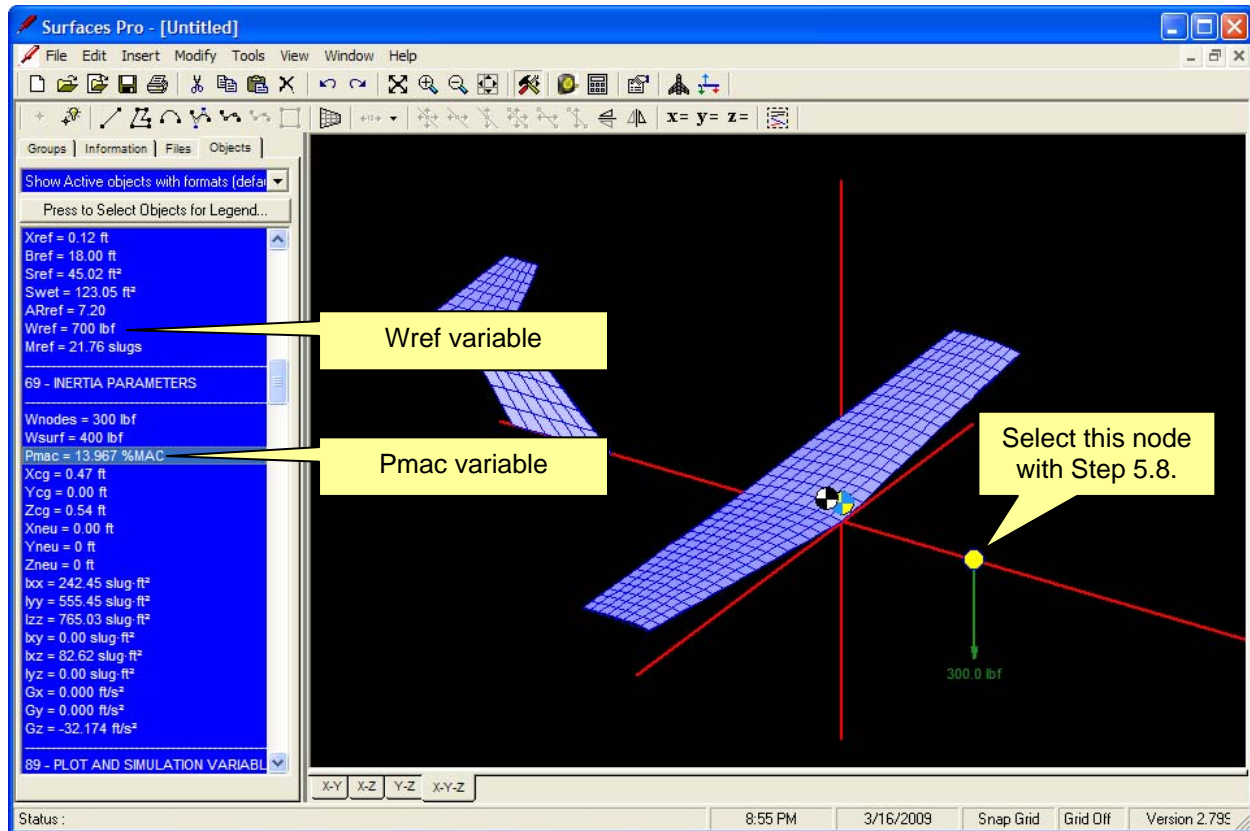 Surfaces Pro - [Untitled]
File Edit Insert Modify Tools View Window Help
x= y= z=
Groups Information Files Objects
Show Active objects with formats (defau
Press to Select Objects for Legend...
Xref = 0.12 ft
Bref = 18.00 ft
Sref = 45.02 ft²
Swet = 123.05 ft²
ARref = 7.20
Wref = 700 lbf
Mref = 21.76 slugs
69 - INERTIA PARAMETERS
Wnodes = 300 lbf
Wsurf = 400 lbf
Pmac = 13.967 %MAC
Xcg = 0.47 ft
Ycg = 0.00 ft
Zcg = 0.54 ft
Xneu = 0.00 ft
Yneu = 0 ft
Zneu = 0 ft
Ixx = 242.45 slug·ft²
Iyy = 555.45 slug·ft²
Izz = 765.03 slug·ft²
Ixy = 0.00 slug·ft²
Ixz = 82.62 slug·ft²
Iyz = 0.00 slug·ft²
Gx = 0.000 ft/s²
Gy = 0.000 ft/s²
Gz = -32.174 ft/s²
89 - PLOT AND SIMULATION VARIABL
Wref variable
Pmac variable
Select this node
with Step 5.8.
300.0 lbf
X-Y X-Z Y-Z X-Y-Z
Status : 8:55 PM 3/16/2009 Snap Grid Grid Off Version 2.799